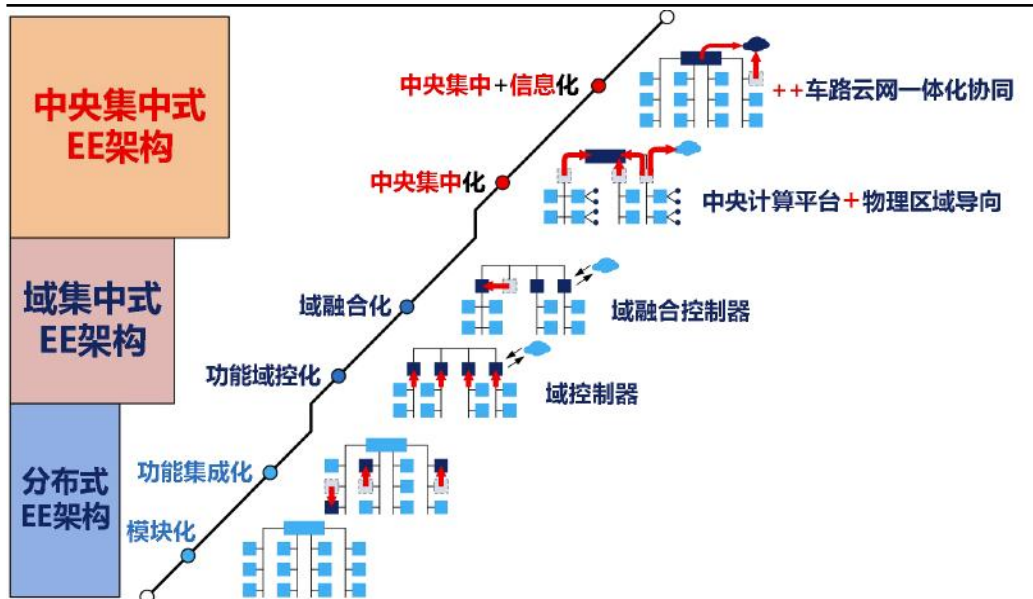 中央集中+信息化
++车路云网一体化协同
中央集中式
EE架构
中央集中化
中央计算平台+物理区域导向
域集中式
EE架构
域融合化
域融合控制器
功能域控化
域控制器
分布式
EE架构
功能集成化
模块化